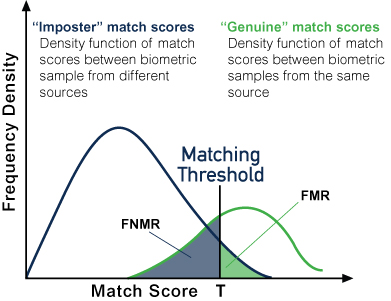 “Imposter” match scores
Density function of match
scores between biometric
sample from different
sources
“Genuine” match scores
Density function of match
scores between biometric
samples from the same
source
Frequency Density
Matching
Threshold
FNMR
FMR
Match Score
T